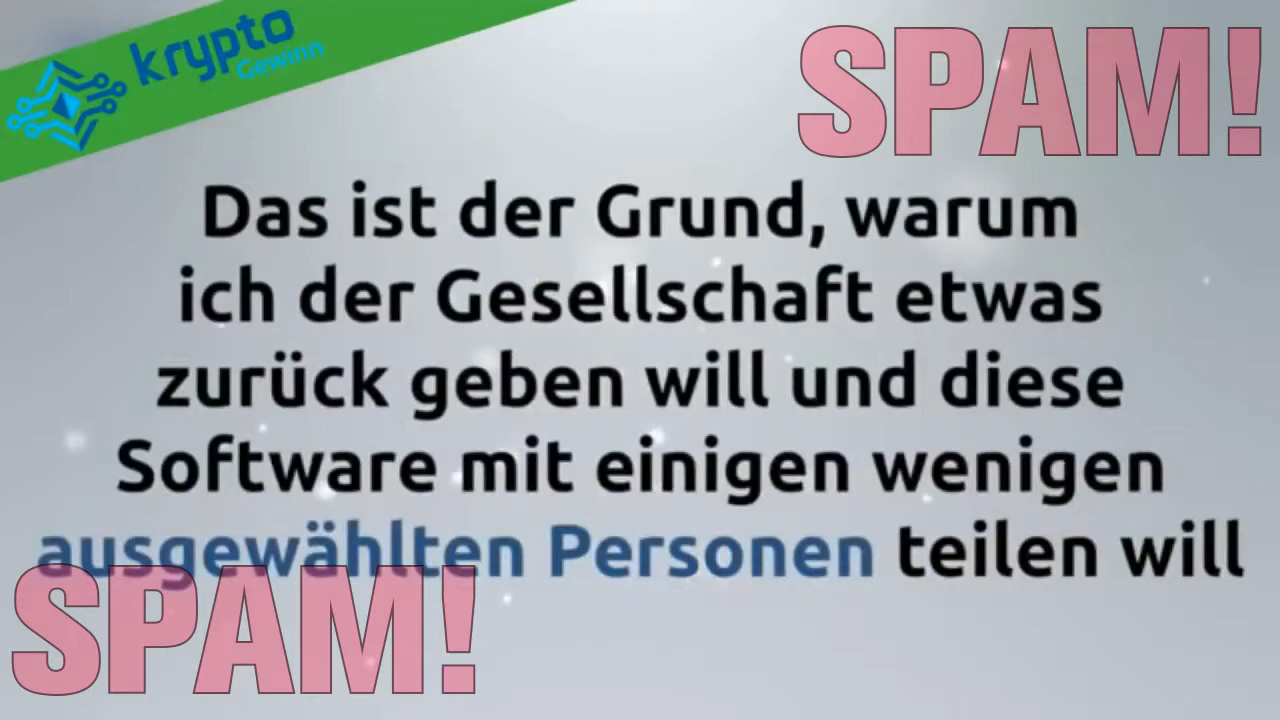 krypto
Gewinn
SPAM!
Das ist der Grund, warum
ich der Gesellschaft etwas
zurück geben will und diese
Software mit einigen wenigen
ausgewählten Personen teilen will
SPAM!